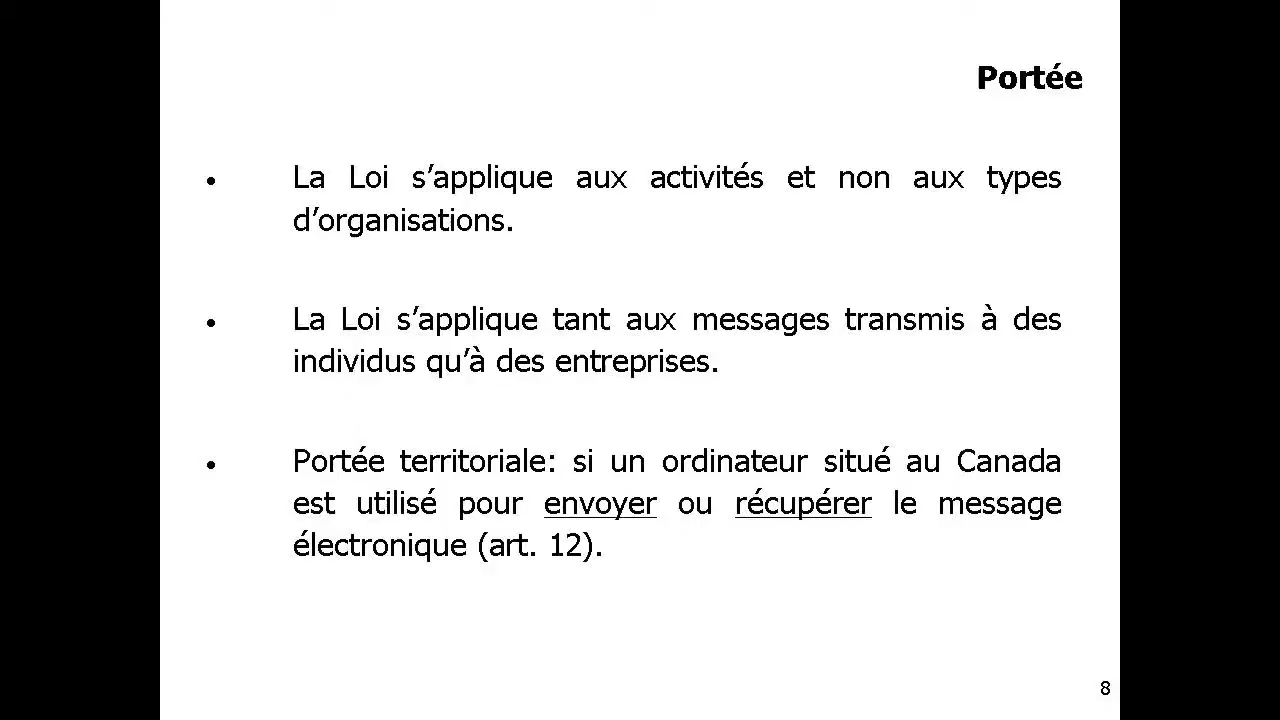 Portée
• La Loi s’applique aux activités et non aux types
d’organisations.
• La Loi s’applique tant aux messages transmis à des
individus qu’à des entreprises.
• Portée territoriale: si un ordinateur situé au Canada
est utilisé pour envoyer ou récupérer le message
électronique (art. 12).
8